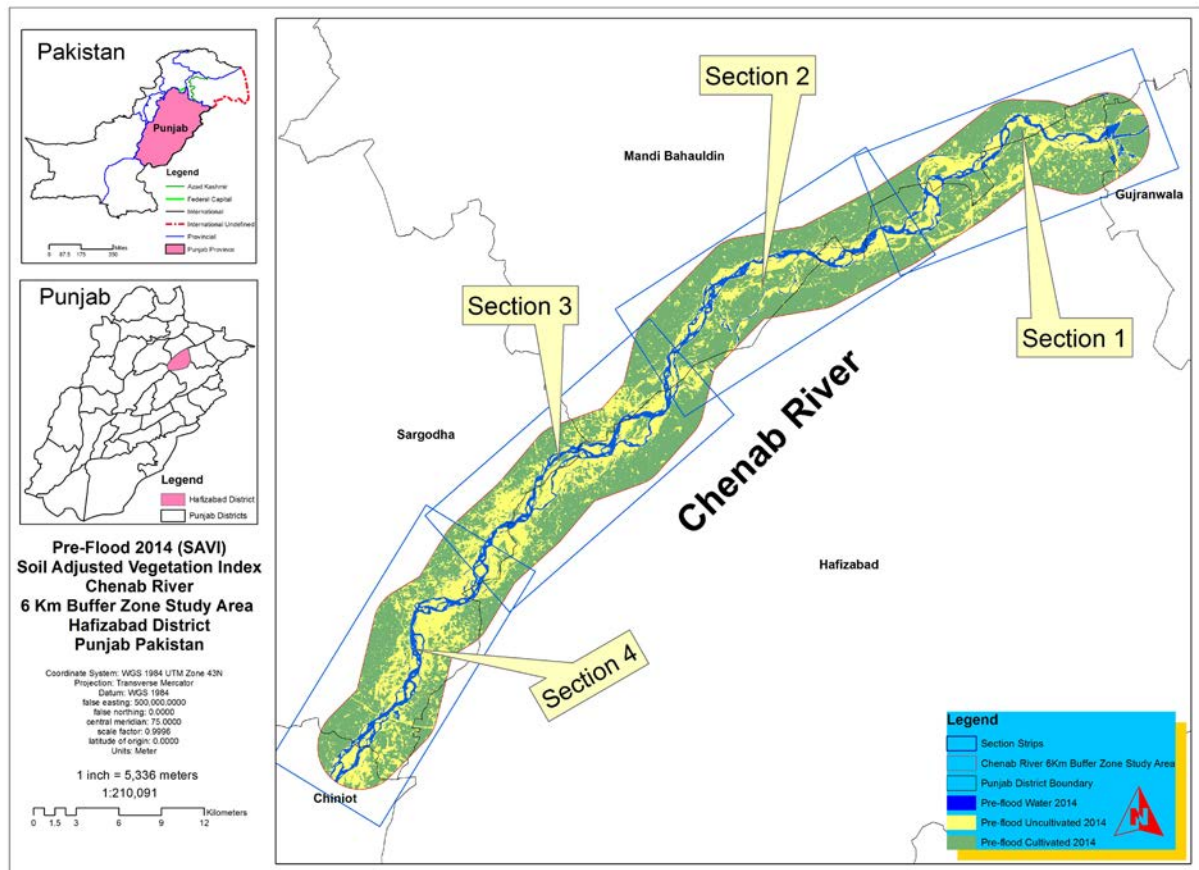 Pakistan
Punjab
Legend
Azad Kashmir
Federal Capital
International
International Undefined
Provincial
Punjab Province
0 87.5 175 350 Miles
Punjab
Legend
Hafizabad District
Punjab Districts
Pre-Flood 2014 (SAVI)
Soil Adjusted Vegetation Index
Chenab River
6 Km Buffer Zone Study Area
Hafizabad District
Punjab Pakistan
Coordinate System: WGS 1984 UTM Zone 43N
Projection: Transverse Mercator
Datum: WGS 1984
false easting: 500,000.0000
false northing: 0.0000
central meridian: 75.0000
scale factor: 0.9996
latitude of origin: 0.0000
Units: Meter
1 inch = 5,336 meters
1:210,091
Kilometers
0 1.5 3 6 9 12
Section 2
Mandi Bahauldin
Gujranwala
Section 3
Section 1
Chenab River
Sargodha
Hafizabad
Section 4
Chiniot
Legend
Section Strips
Chenab River 6Km Buffer Zone Study Area
Punjab District Boundary
Pre-flood Water 2014
Pre-flood Uncultivated 2014
Pre-flood Cultivated 2014
N